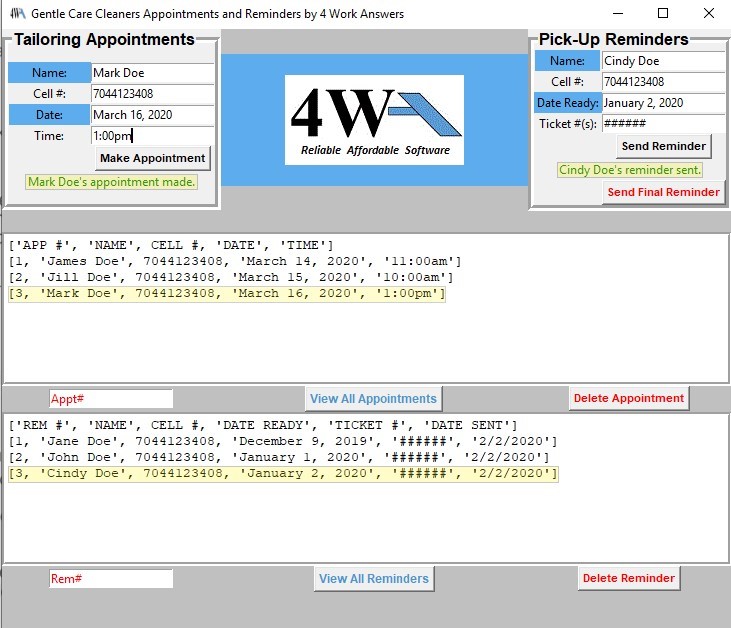 Gentle Care Cleaners Appointments and Reminders by 4 Work Answers
Tailoring Appointments
Name: Mark Doe
Cell #: 7044123408
Date: March 16, 2020
Time: 1:00pm
Make Appointment
Mark Doe's appointment made.
4WA
Reliable Affordable Software
Pick-Up Reminders
Name: Cindy Doe
Cell #: 7044123408
Date Ready: January 2, 2020
Ticket #(s): ######
Send Reminder
Cindy Doe's reminder sent.
Send Final Reminder
['APP #', 'NAME', CELL #, 'DATE', 'TIME']
[1, 'James Doe', 7044123408, 'March 14, 2020', '11:00am']
[2, 'Jill Doe', 7044123408, 'March 15, 2020', '10:00am']
[3, 'Mark Doe', 7044123408, 'March 16, 2020', '1:00pm']
Appt# View All Appointments Delete Appointment
['REM #', 'NAME', CELL #, 'DATE READY', 'TICKET #', 'DATE SENT']
[1, 'Jane Doe', 7044123408, 'December 9, 2019', '######', '2/2/2020']
[2, 'John Doe', 7044123408, 'January 1, 2020', '######', '2/2/2020']
[3, 'Cindy Doe', 7044123408, 'January 2, 2020', '######', '2/2/2020']
Rem# View All Reminders Delete Reminder